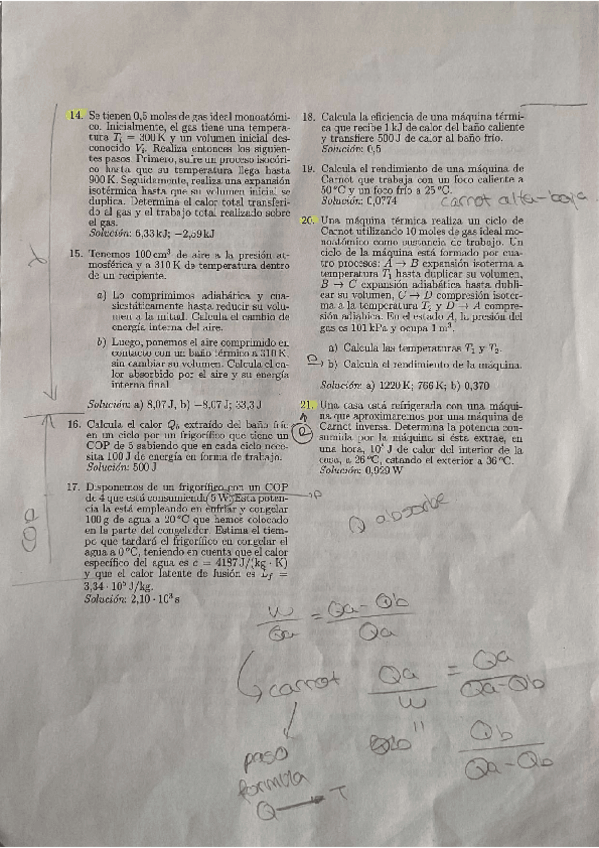 14. Se tienen 0,5 moles de gas ideal monoatómi-
co. Inicialmente, el gas tiene una tempera-
tura T₁ = 300 K y un volumen inicial des-
conocido V₁. Realiza entonces los siguien-
tes pasos. Primero, sufre un proceso isocóri-
co hasta que su temperatura llega hasta
900 K. Seguidamente, realiza una expansión
isotérmica hasta que su volumen inicial se
duplica. Determina el calor total transferi-
do al gas y el trabajo total realizado sobre
el gas.
Solución: 6,33 kJ; −2,59 kJ
15. Tenemos 100 cm³ de aire a la presión at-
mosférica y a 310 K de temperatura dentro
de un recipiente.
a) Lo comprimimos adiabática y cua-
siestáticamente hasta reducir su volu-
men a la mitad. Calcula el cambio de
energía interna del aire.
b) Luego, ponemos el aire comprimido en
contacto con un baño térmico a 310 K
sin cambiar su volumen. Calcula el ca-
lor absorbido por el aire y su energía
interna final
Solución: a) 8,07 J, b) −8,07 J; 33,3 J
16. Calcula el calor Q_b extraído del baño frío
en un ciclo por un frigorífico que tiene un
COP de 5 sabiendo que en cada ciclo nece-
sita 100 J de energía en forma de trabajo.
Solución: 500 J
17. Disponemos de un frigorífico con un COP
de 4 que está consumiendo 5 W. Esta poten-
cia la está empleando en enfriar y congelar
100 g de agua a 20 °C que hemos colocado
en la parte del congelador. Estima el tiem-
po que tardará el frigorífico en congelar el
agua a 0 °C, teniendo en cuenta que el calor
específico del agua es c = 4187 J/(kg · K)
y que el calor latente de fusión es L_f =
3,34 · 10⁵ J/kg.
Solución: 2,10 · 10³ s
18. Calcula la eficiencia de una máquina térmi-
ca que recibe 1 kJ de calor del baño caliente
y transfiere 500 J de calor al baño frío.
Solución: 0,5
19. Calcula el rendimiento de una máquina de
Carnot que trabaja con un foco caliente a
50 °C y un foco frío a 25 °C.
Solución: 0,0774
carrot alta-baja
20. Una máquina térmica realiza un ciclo de
Carnot utilizando 10 moles de gas ideal mo-
noatómico como sustancia de trabajo. Un
ciclo de la máquina está formado por cua-
tro procesos: A → B expansión isoterma a
temperatura T₁ hasta duplicar su volumen,
B → C expansión adiabática hasta dubli-
car su volumen, C → D compresión isotér-
ma a la temperatura T₂ y D → A compre-
sión adiabática. En el estado A, la presión del
gas es 101 kPa y ocupa 1 m³.
a) Calcula las temperaturas T₁ y T₂.
b) Calcula el rendimiento de la máquina.
Solución: a) 1220 K; 766 K; b) 0,370
21. Una casa está refrigerada con una máqui-
na que aproximaremos por una máquina de
Carnot inversa. Determina la potencia con-
sumida por la máquina si ésta extrae, en
una hora, 10⁵ J de calor del interior de la
casa, a 26 °C, estando el exterior a 36 °C.
Solución: 0,929 W
Q absorbe
W/Qa = Qa-Qb/Qa
carrot Qa/W = Qa/Qa-Qb
" Qb/Qa-Qb
paso
formula
Q → T